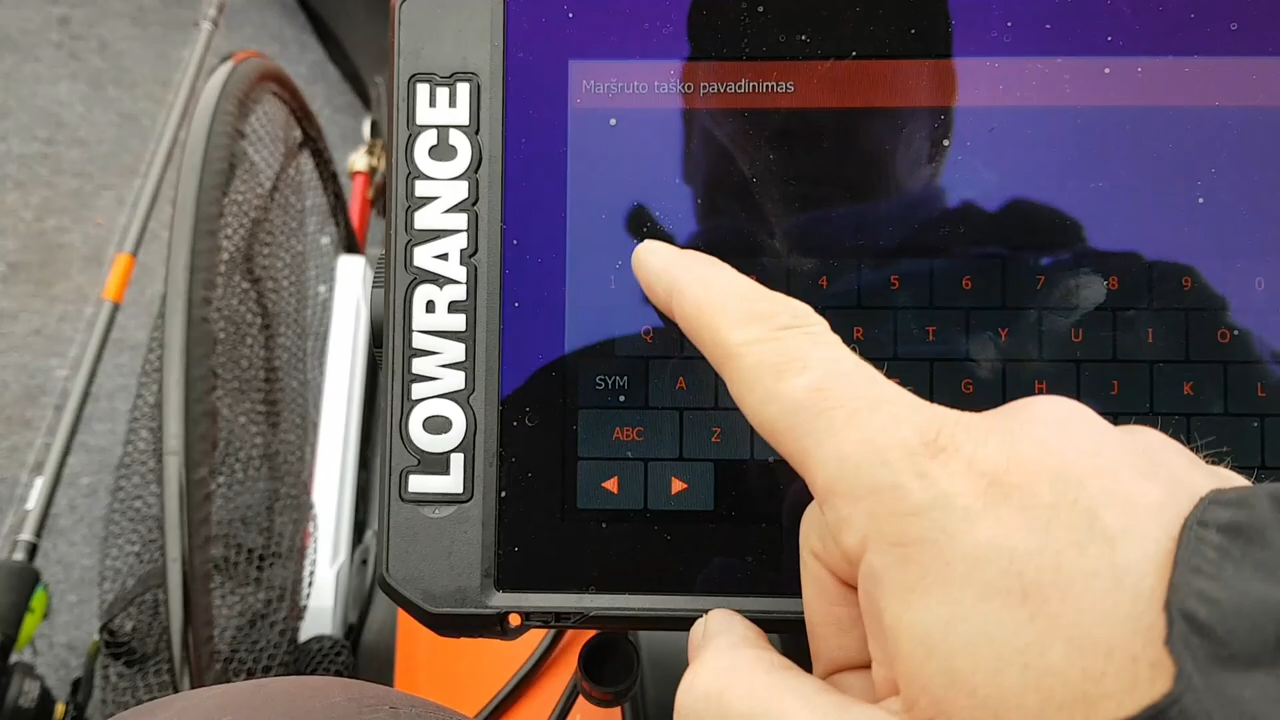 LOWRANCE
Maršruto taško pavadinimas
1 4 5 6 7 8 9 0
Q R T Y U I O
SYM A G H J K L
ABC Z